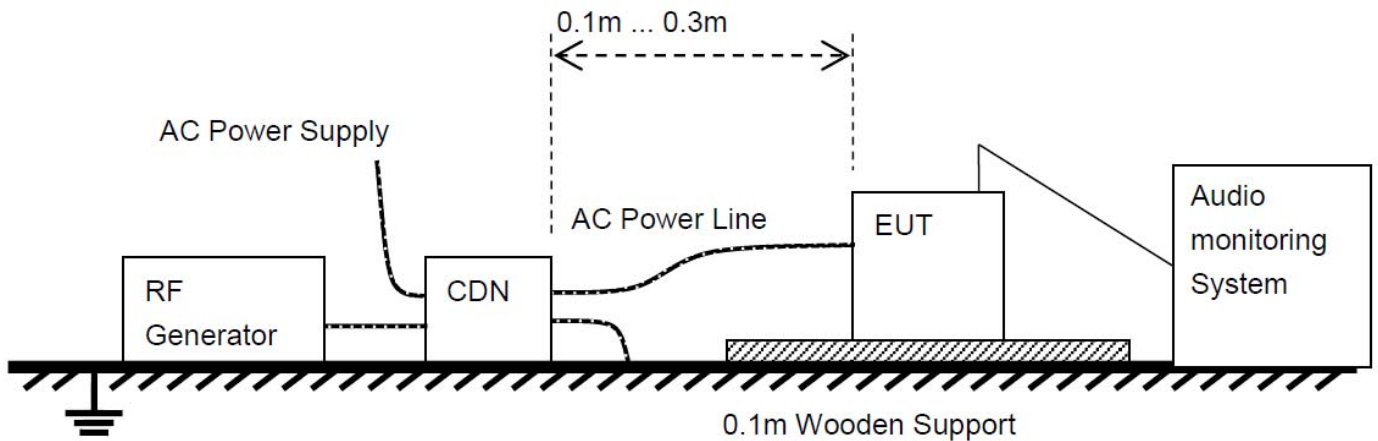 0.1m ... 0.3m
AC Power Supply
AC Power Line
EUT
Audio
monitoring
System
RF
Generator
CDN
0.1m Wooden Support